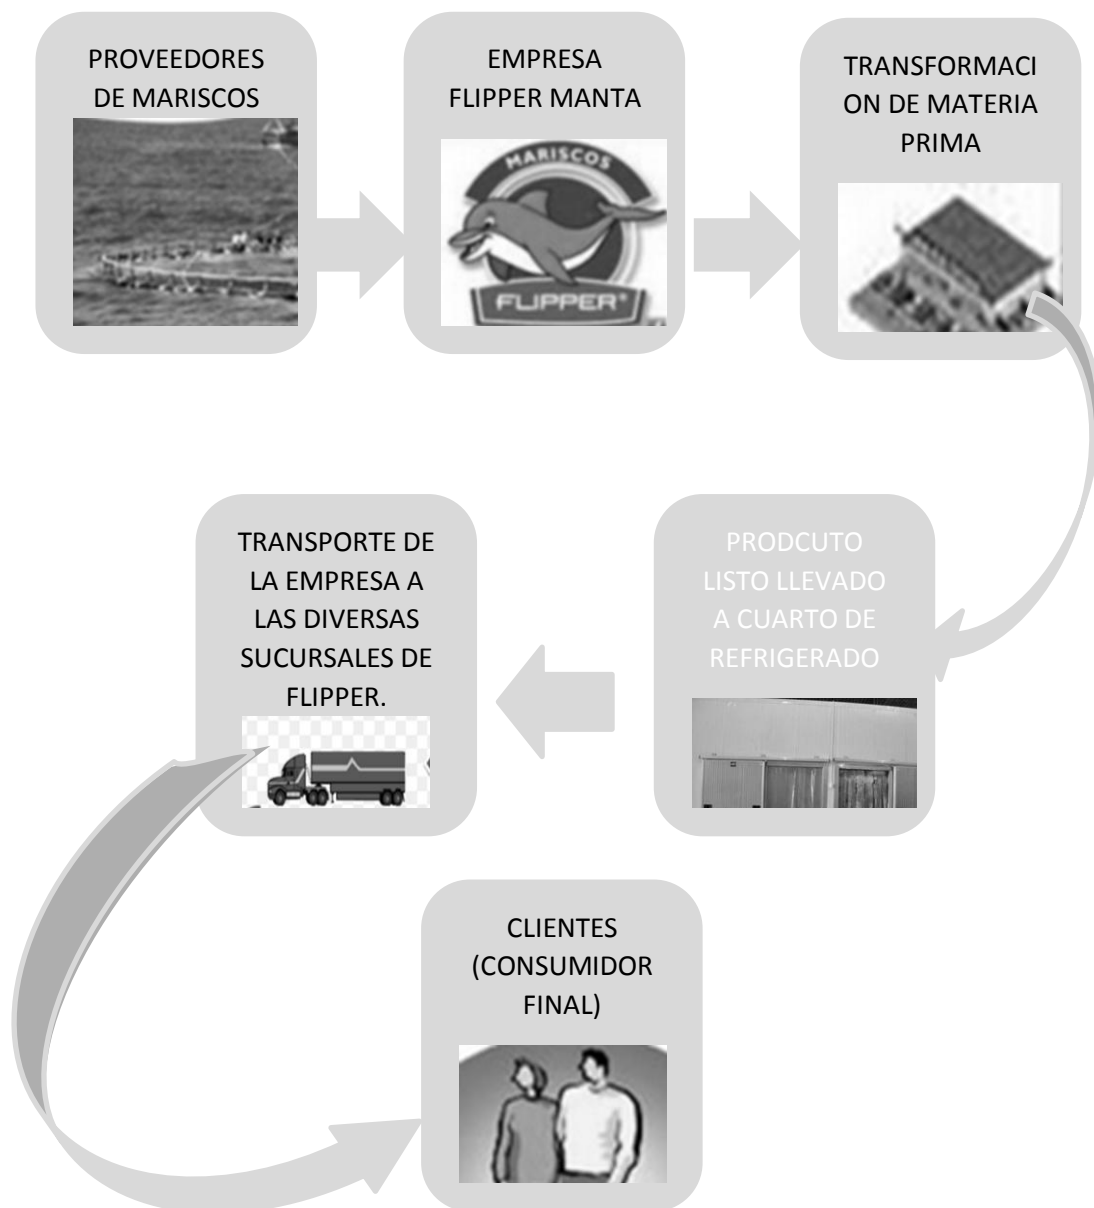 PROVEEDORES
DE MARISCOS
EMPRESA
FLIPPER MANTA
MARISCOS
FLIPPER®
TRANSFORMACI
ON DE MATERIA
PRIMA
PRODCUTO
LISTO LLEVADO
A CUARTO DE
REFRIGERADO
TRANSPORTE DE
LA EMPRESA A
LAS DIVERSAS
SUCURSALES DE
FLIPPER.
CLIENTES
(CONSUMIDOR
FINAL)